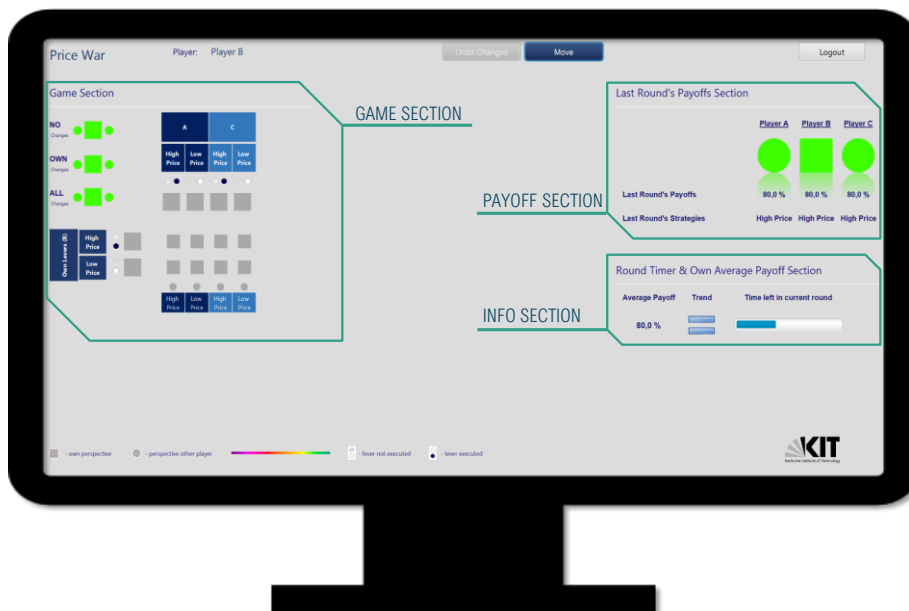 Price War
Player: Player B
Undo Changes
Move
Logout
Game Section
NO
Changes
OWN
Changes
ALL
Changes
A
C
High Price
Low Price
High Price
Low Price
Own Levers (B)
High Price
Low Price
High Price
Low Price
High Price
Low Price
GAME SECTION
PAYOFF SECTION
INFO SECTION
Last Round's Payoffs Section
Player A Player B Player C
Last Round's Payoffs 80,0 % 80,0 % 80,0 %
Last Round's Strategies High Price High Price High Price
Round Timer & Own Average Payoff Section
Average Payoff Trend Time left in current round
80,0 %
- own perspective
- perspective other player
- lever not executed
- lever executed
KIT
Karlsruhe Institute of Technology